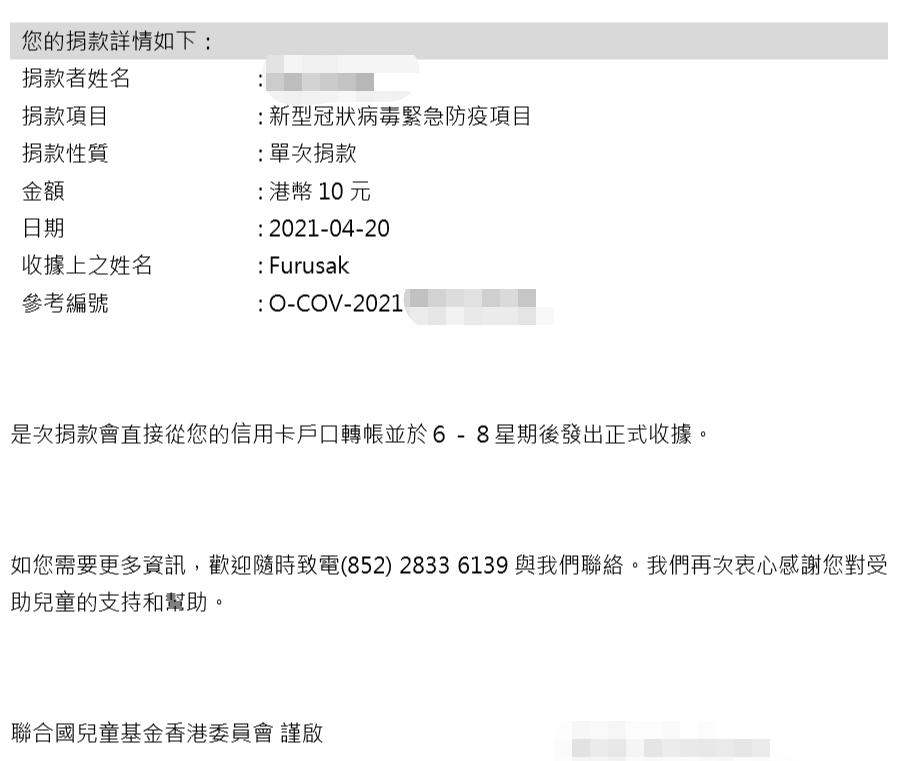 您的捐款詳情如下：
捐款者姓名 :
捐款項目 : 新型冠狀病毒緊急防疫項目
捐款性質 : 單次捐款
金額 : 港幣 10 元
日期 : 2021-04-20
收據上之姓名 : Furusak
參考編號 : O-COV-2021
是次捐款會直接從您的信用卡戶口轉帳並於 6 - 8 星期後發出正式收據。
如您需要更多資訊，歡迎隨時致電(852) 2833 6139 與我們聯絡。我們再次衷心感謝您對受
助兒童的支持和幫助。
聯合國兒童基金香港委員會 謹啟